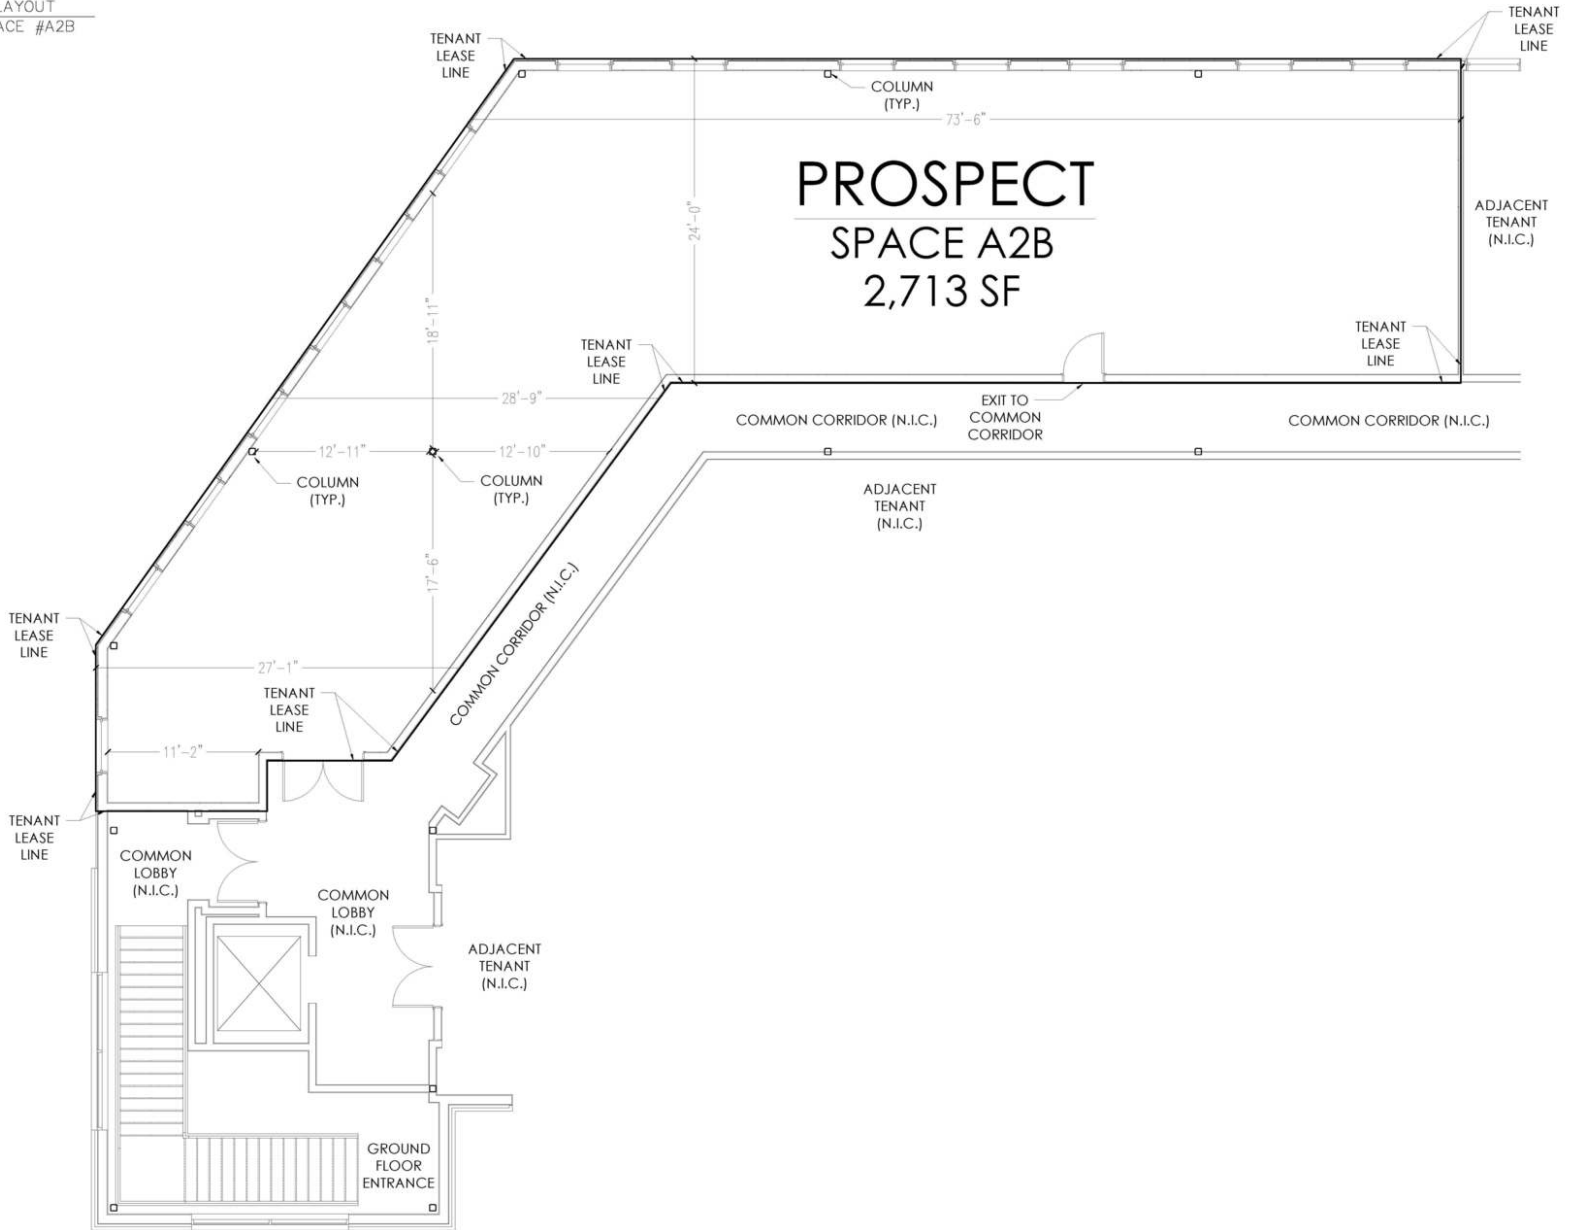 LAYOUT
ACE #A2B
TENANT
LEASE
LINE
TENANT
LEASE
LINE
COLUMN
(TYP.)
73'-6"
PROSPECT
SPACE A2B
2,713 SF
24'-0"
ADJACENT
TENANT
(N.I.C.)
18'-11"
TENANT
LEASE
LINE
TENANT
LEASE
LINE
28'-9"
EXIT TO
COMMON
CORRIDOR
COMMON CORRIDOR (N.I.C.)
COMMON CORRIDOR (N.I.C.)
12'-11"
12'-10"
COLUMN
(TYP.)
COLUMN
(TYP.)
ADJACENT
TENANT
(N.I.C.)
17'-6"
COMMON CORRIDOR (N.I.C.)
TENANT
LEASE
LINE
27'-1"
TENANT
LEASE
LINE
11'-2"
TENANT
LEASE
LINE
COMMON
LOBBY
(N.I.C.)
COMMON
LOBBY
(N.I.C.)
ADJACENT
TENANT
(N.I.C.)
GROUND
FLOOR
ENTRANCE